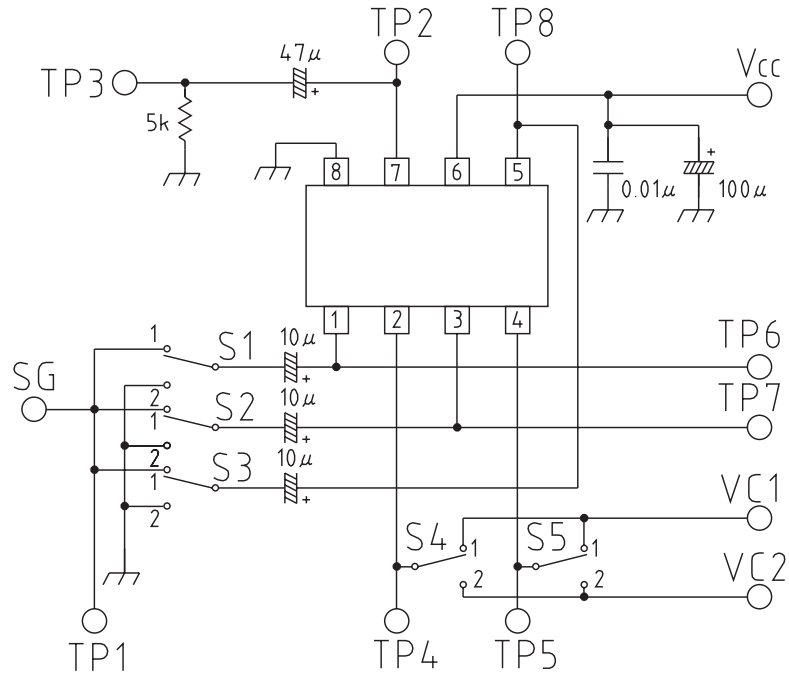 TP2 TP8
47μ
Vcc
TP3
+
5k
+
8 7 6 5
0.01μ 100μ
1 2 3 4
10μ
1 S1
TP6
SG
+
10μ
TP7
2 S2
1
+
10μ
2 S3
1
+
VC1
2
S4 S5
1 1
VC2
2 2
TP1 TP4 TP5